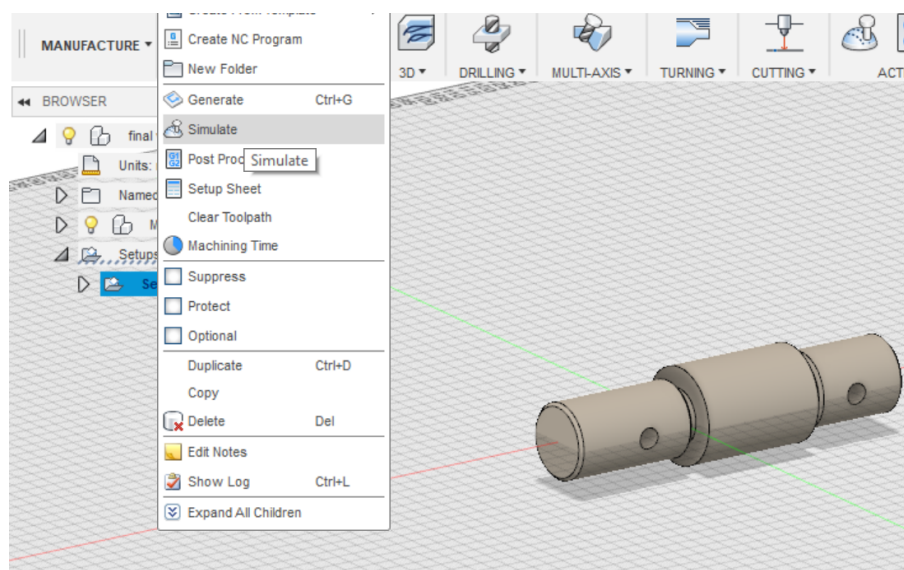 MANUFACTURE
Create NC Program
New Folder
3D
DRILLING
MULTI-AXIS
TURNING
CUTTING
ACT
BROWSER
Generate Ctrl+G
final
Simulate
Units:
Post Proc
Simulate
Named
Setup Sheet
M
Clear Toolpath
Setups
Machining Time
Se
Suppress
Protect
Optional
Duplicate Ctrl+D
Copy
Delete Del
Edit Notes
Show Log Ctrl+L
Expand All Children